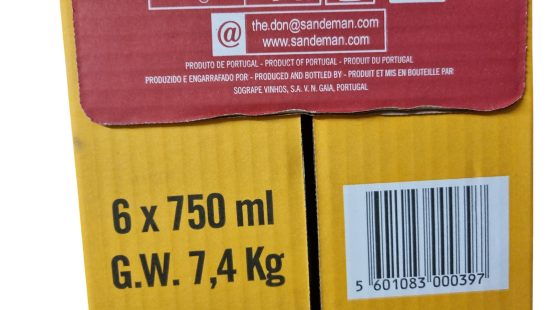 @
the.don@sandeman.com
www.sandeman.com
PRODUTO DE PORTUGAL - PRODUCT OF PORTUGAL - PRODUIT DU PORTUGAL
PRODUZIDO E ENGARRAFADO POR - PRODUCED AND BOTTLED BY - PRODUIT ET MIS EN BOUTEILLE PAR
SOGRAPE VINHOS, S.A. V. N. GAIA, PORTUGAL
6 x 750 ml
G.W. 7,4 Kg
5 601083 000397